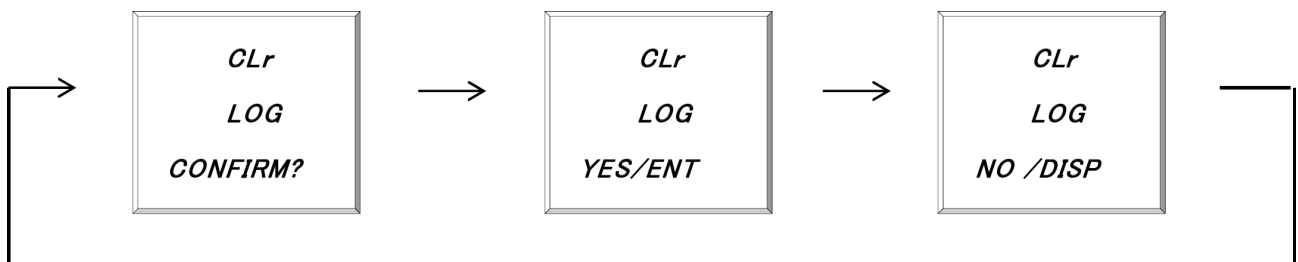 CLr
LOG
CONFIRM?
CLr
LOG
YES/ENT
CLr
LOG
NO /DISP